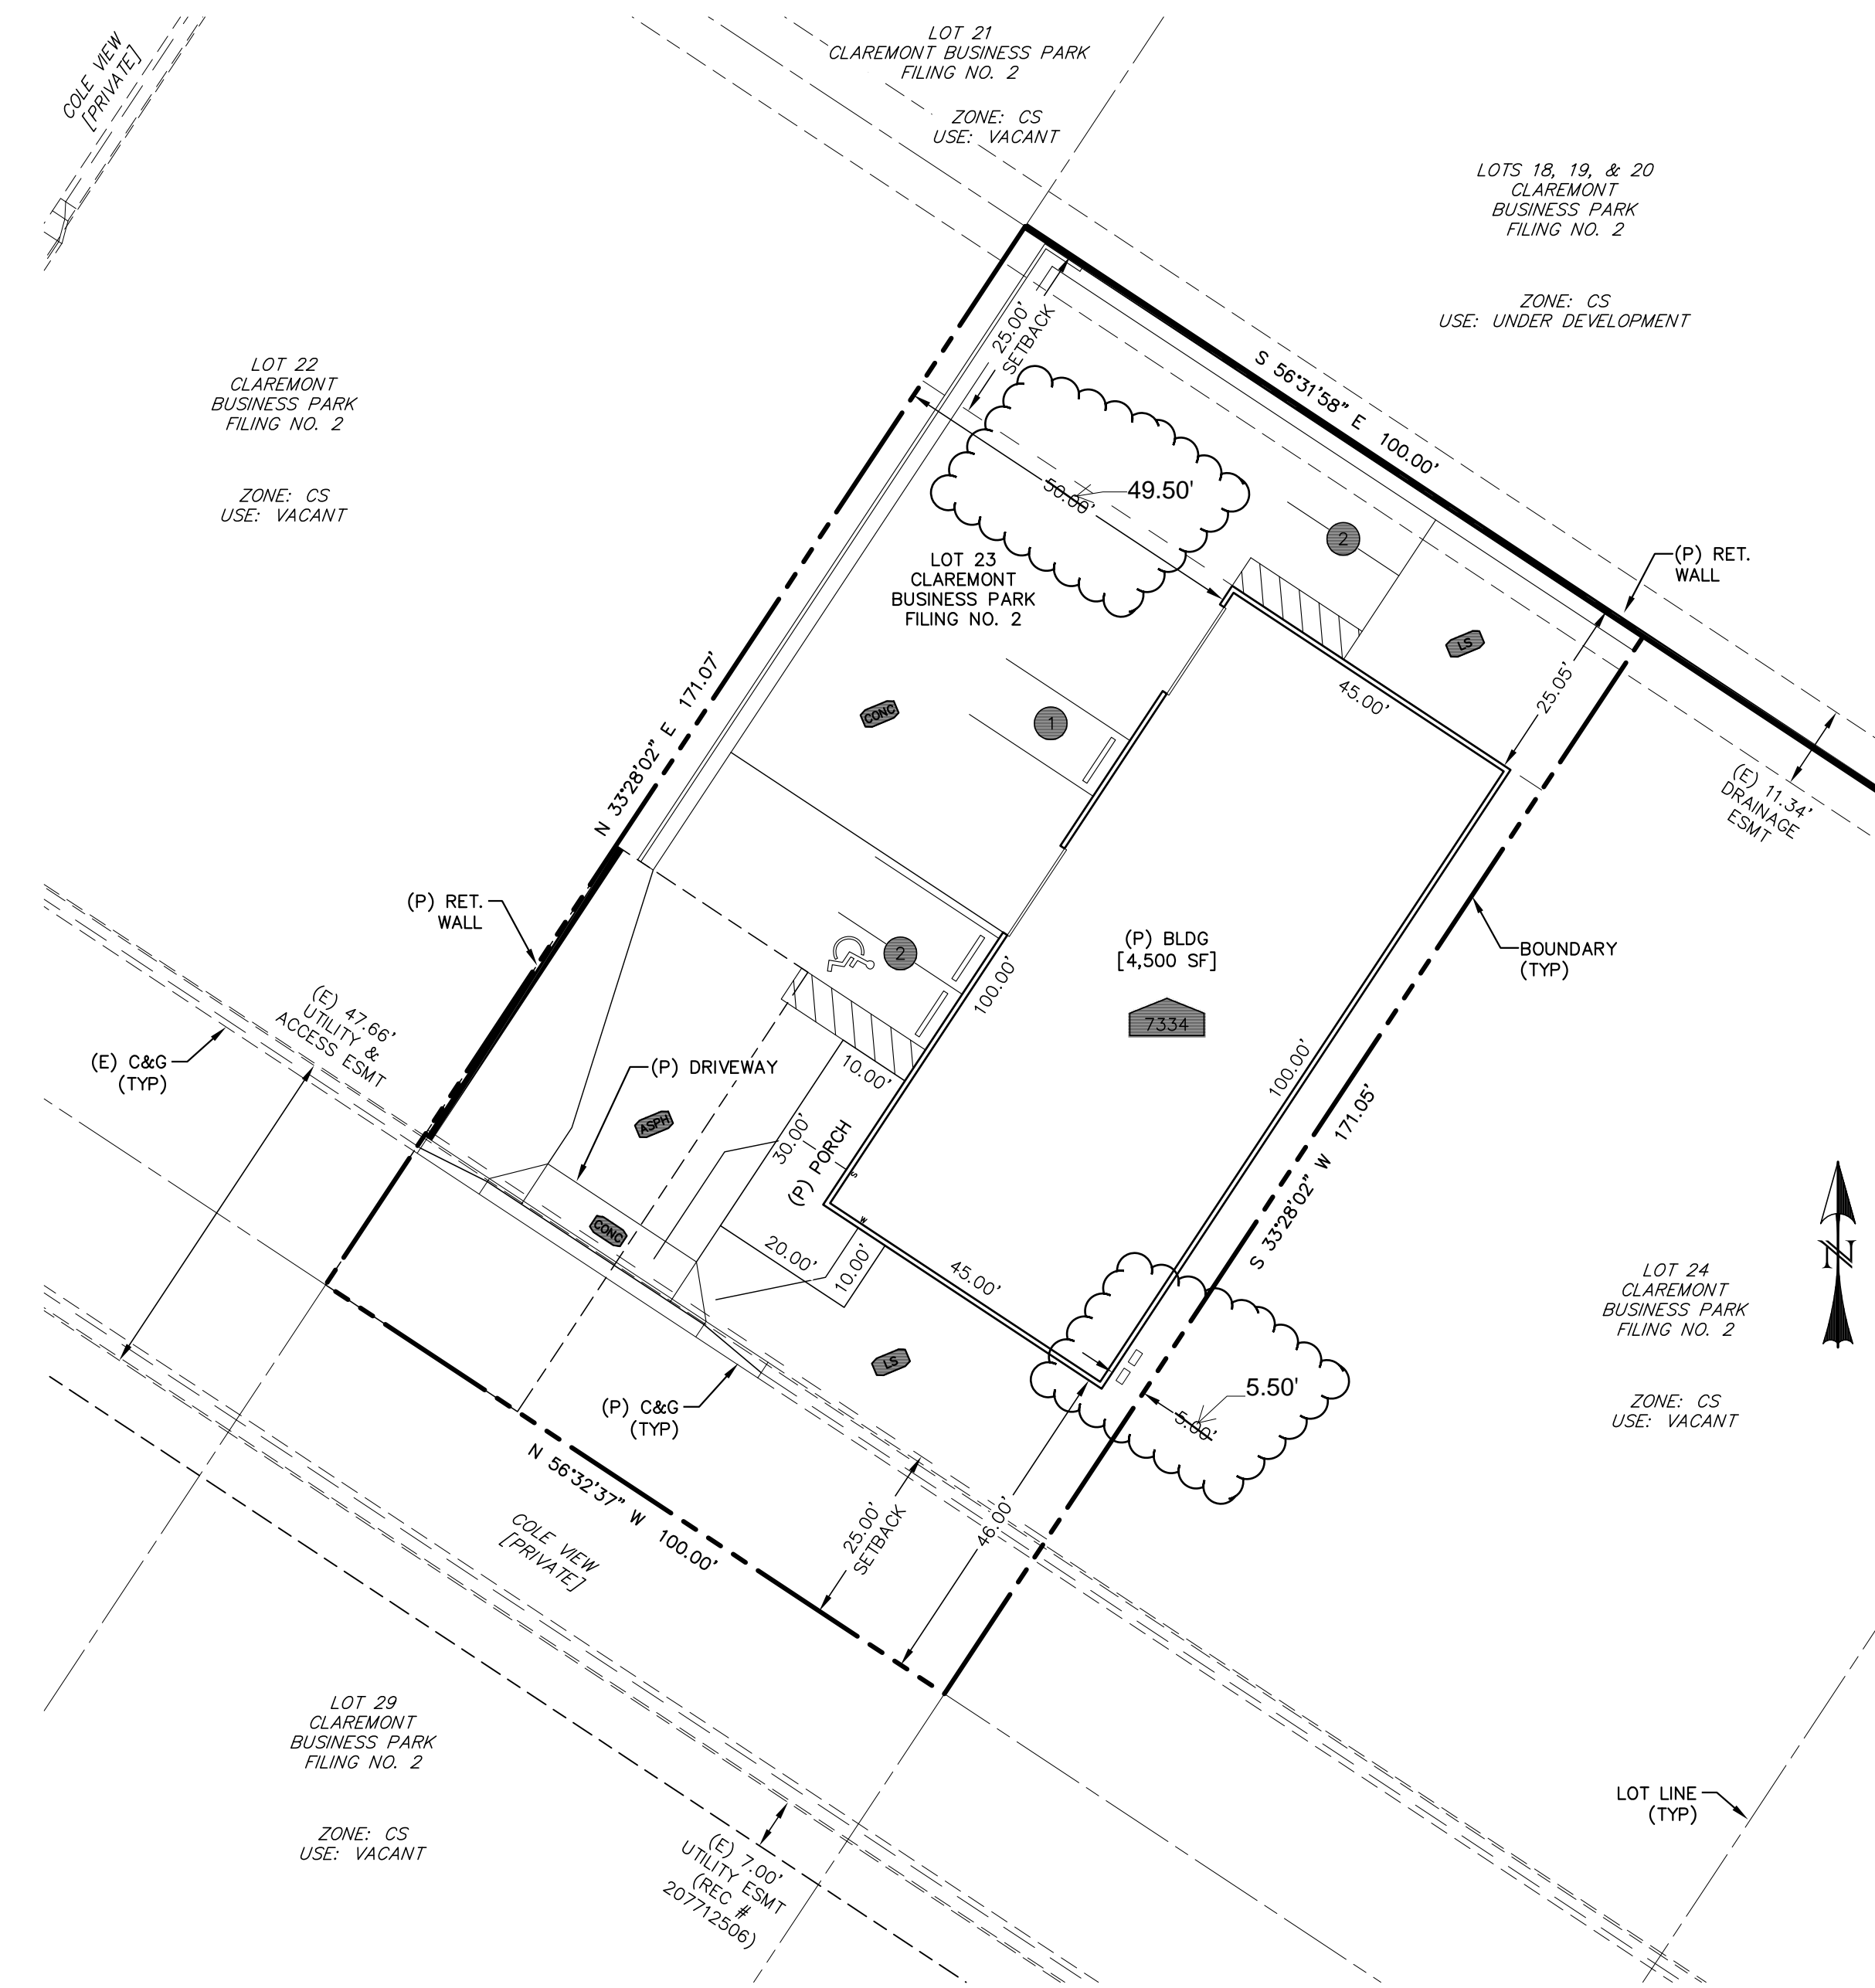 COLE VIEW
[PRIVATE]
LOT 21
CLAREMONT BUSINESS PARK
FILING NO. 2
ZONE: CS
USE: VACANT
LOTS 18, 19, & 20
CLAREMONT
BUSINESS PARK
FILING NO. 2
ZONE: CS
USE: UNDER DEVELOPMENT
LOT 22
CLAREMONT
BUSINESS PARK
FILING NO. 2
ZONE: CS
USE: VACANT
25.00'
SETBACK
S 56°31'58" E 100.00'
50.00'
49.50'
2
(P) RET.
WALL
LOT 23
CLAREMONT
BUSINESS PARK
FILING NO. 2
LS
45.00'
25.05'
CONC
1
N 33°28'02" E 171.07'
(E) 11.34'
DRAINAGE
ESMT
(P) RET.
WALL
2
100.00'
(P) BLDG
[4,500 SF]
7334
BOUNDARY
(TYP)
(E) 47.66'
UTILITY &
ACCESS ESMT
(E) C&G
(TYP)
(P) DRIVEWAY
10.00'
100.00'
ASPH
30.00'
(P) PORCH
S
W
S 33°28'02" W 171.05'
CONC
20.00'
10.00'
45.00'
N
LOT 24
CLAREMONT
BUSINESS PARK
FILING NO. 2
ZONE: CS
USE: VACANT
LS
5.50'
5.00'
(P) C&G
(TYP)
N 56°32'37" W 100.00'
25.00'
SETBACK
46.00'
COLE VIEW
[PRIVATE]
LOT 29
CLAREMONT
BUSINESS PARK
FILING NO. 2
ZONE: CS
USE: VACANT
LOT LINE
(TYP)
(E) 7.00'
UTILITY ESMT
(REC #
207712506)